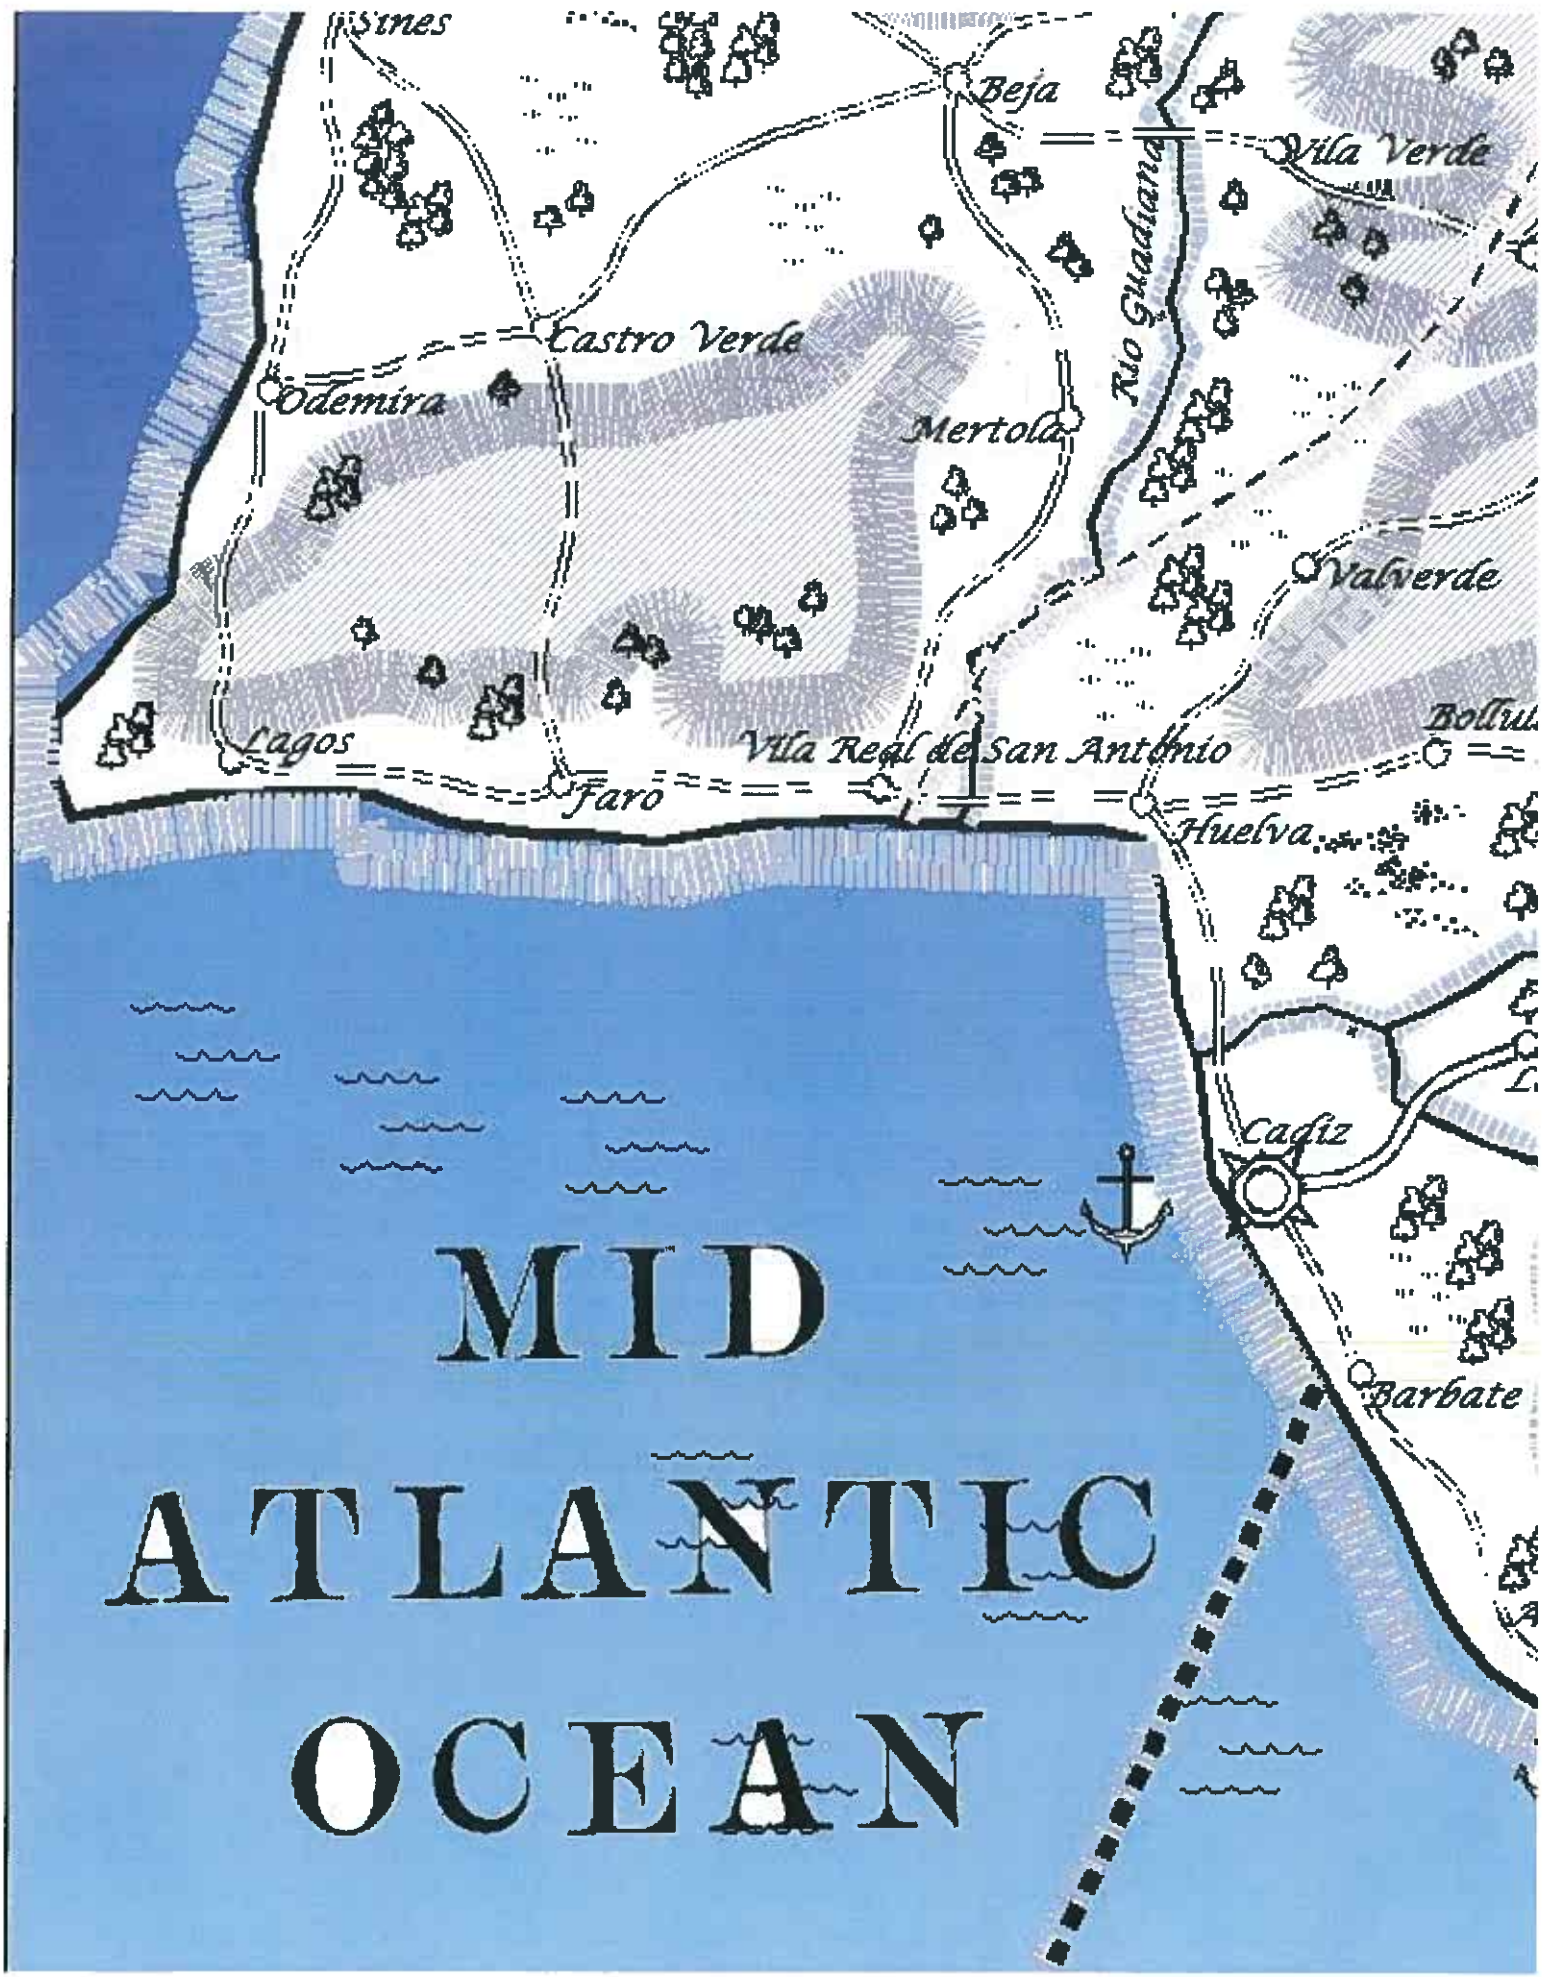 Sines
Beja
Vila Verde
Rio Guadiana
Castro Verde
Odemira
Mertola
Valverde
Lagos
Vila Real de San Antonio
Faro
Huelva
Cadiz
MID
Barbate
ATLANTIC
OCEAN